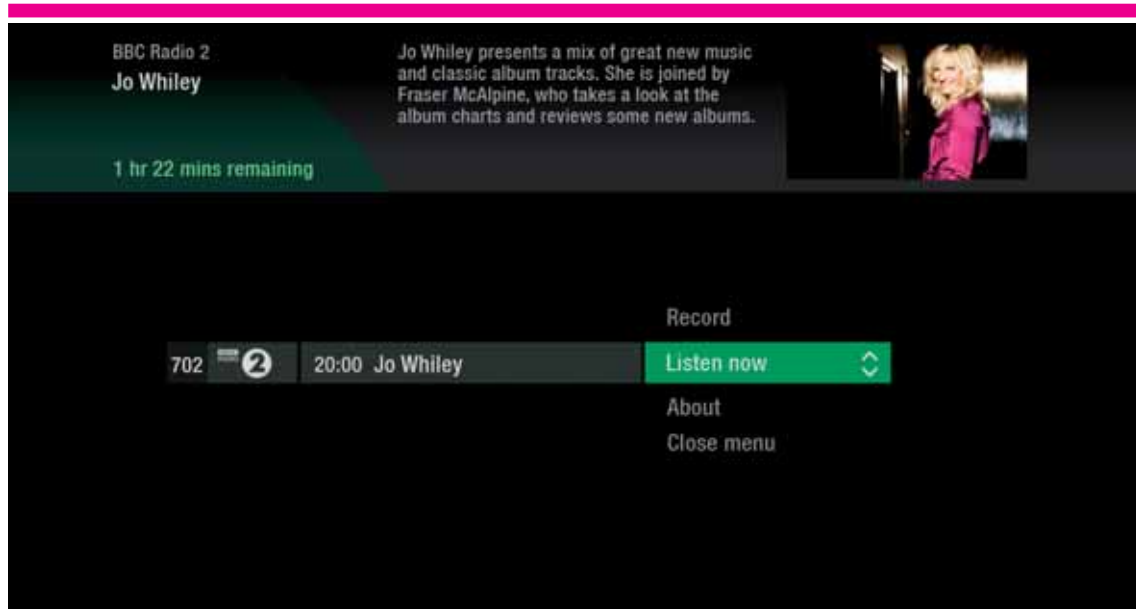 BBC Radio 2
Jo Whiley
1 hr 22 mins remaining
Jo Whiley presents a mix of great new music
and classic album tracks. She is joined by
Fraser McAlpine, who takes a look at the
album charts and reviews some new albums.
Record
702 2 20:00 Jo Whiley Listen now
About
Close menu